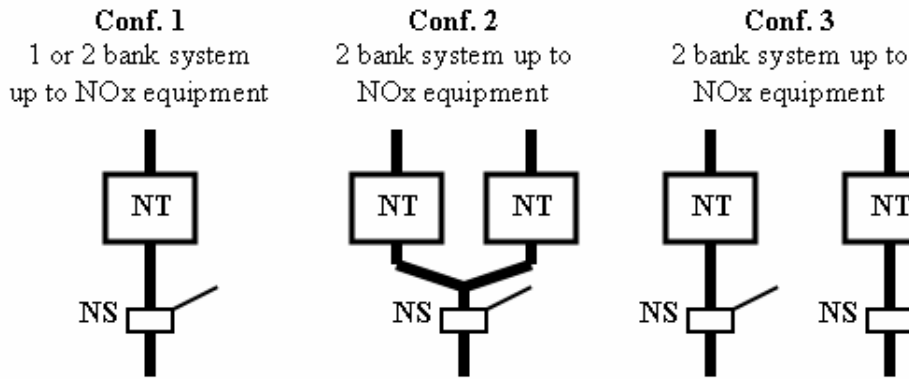 Conf. 1
1 or 2 bank system
up to NOx equipment
NT
NS
Conf. 2
2 bank system up to
NOx equipment
NT NT
NS
Conf. 3
2 bank system up to
NOx equipment
NT NT
NS NS